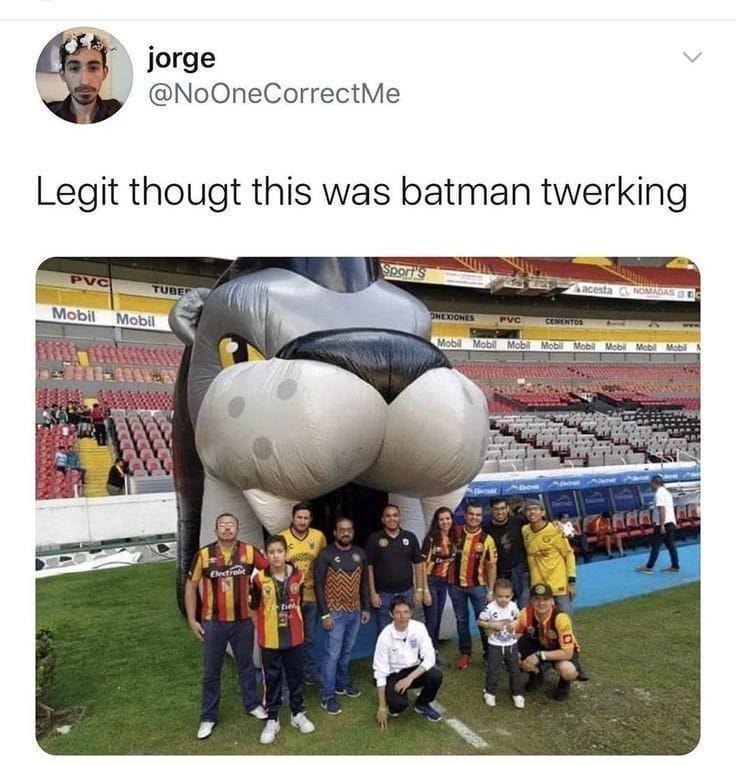 jorge
@NoOneCorrectMe
Legit thougt this was batman twerking
Sport's
PVC
TUBER
acesta
NOMADAS
Mobil Mobil
ONEXIONES PVC CEMENTOS
Mobil Mobil Mobil Mobil Mobil Mobil Mobil Mobil
Electrolit